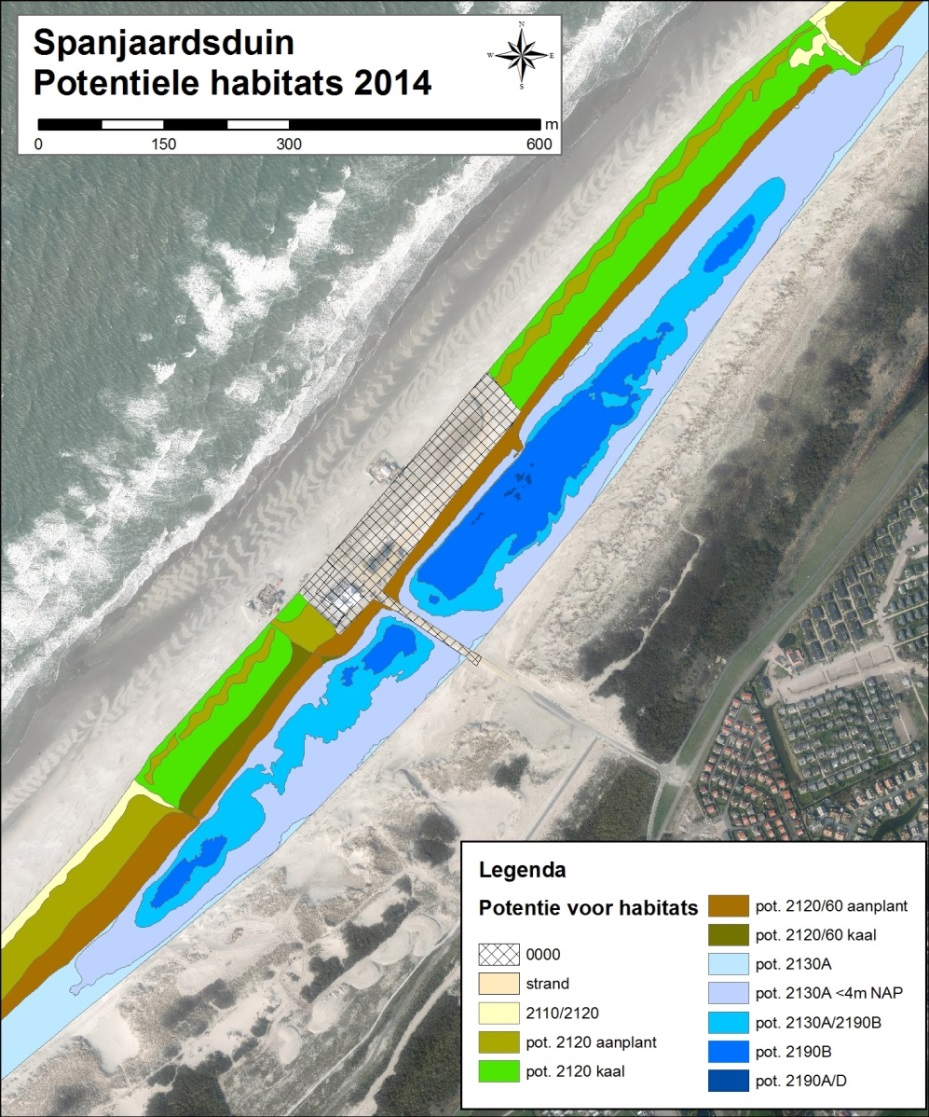 Spanjaardsduin
Potentiele habitats 2014
N
W E
S
m
0 150 300 600
Legenda
Potentie voor habitats
0000
strand
2110/2120
pot. 2120 aanplant
pot. 2120 kaal
pot. 2120/60 aanplant
pot. 2120/60 kaal
pot. 2130A
pot. 2130A <4m NAP
pot. 2130A/2190B
pot. 2190B
pot. 2190A/D